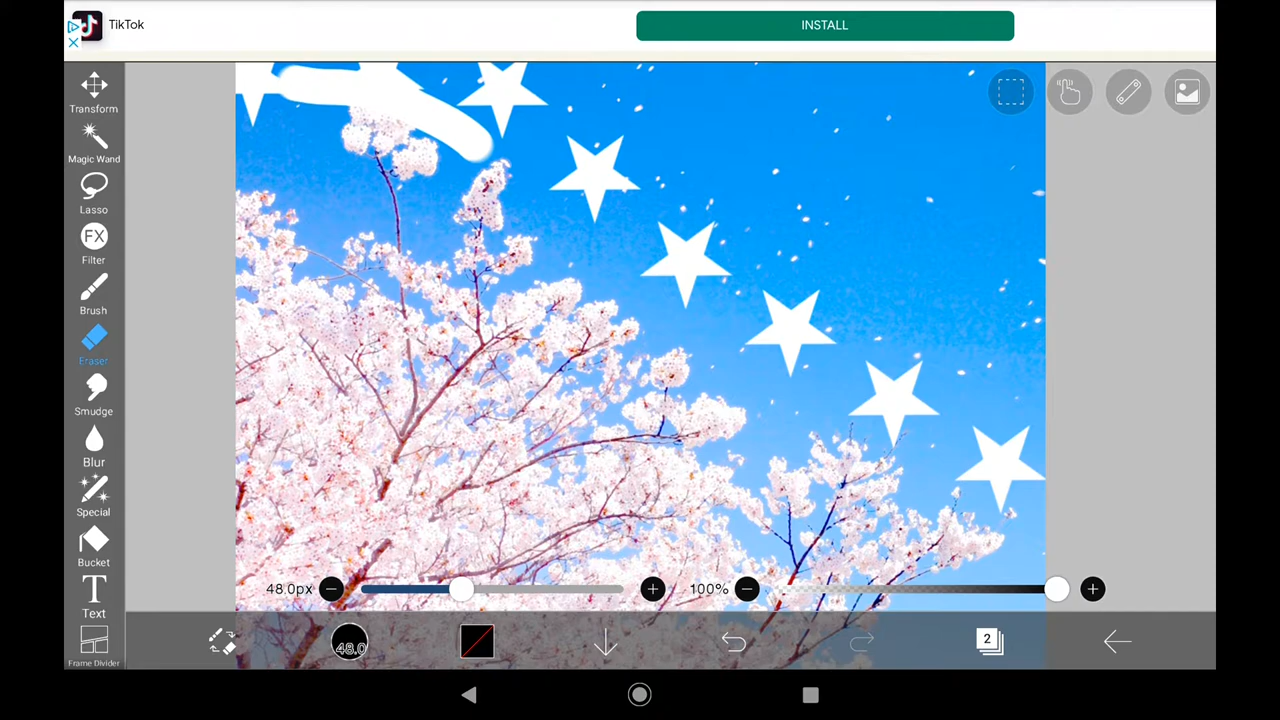 TikTok
INSTALL
Transform
Magic Wand
Lasso
FX
Filter
Brush
Eraser
Smudge
Blur
Special
Bucket
T
Text
Frame Divider
48.0px
100%
48.0
2